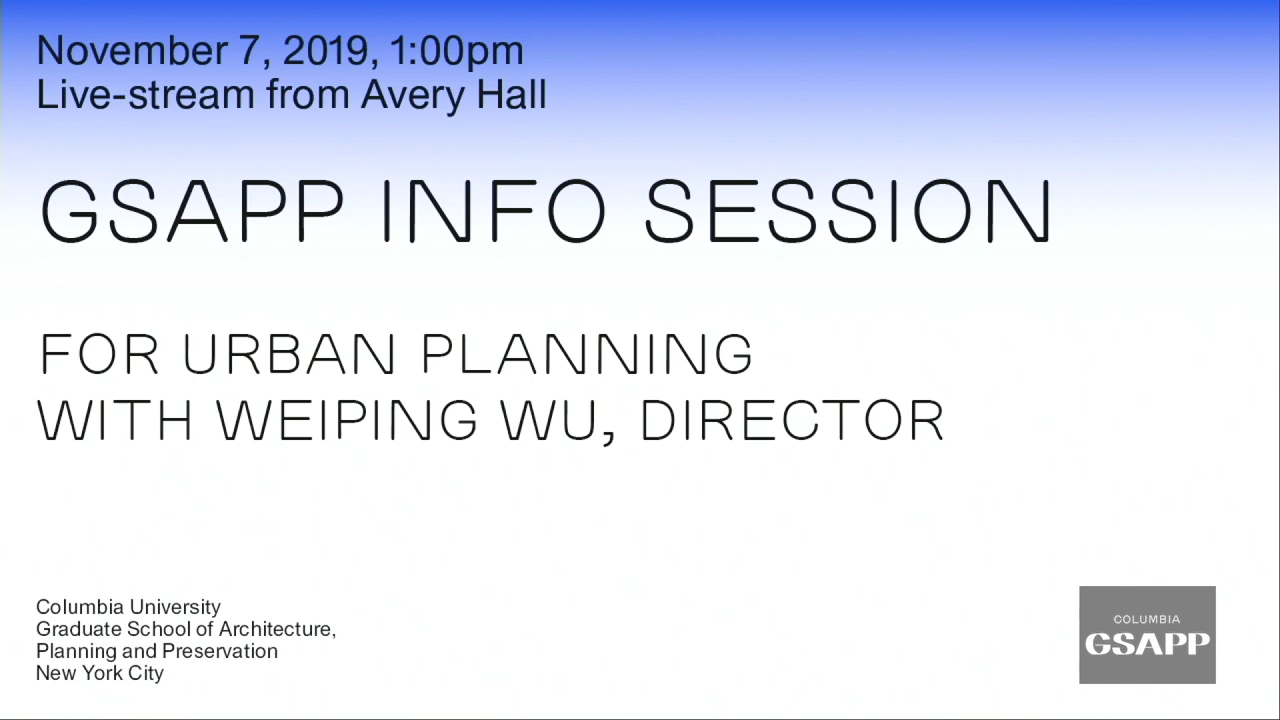 November 7, 2019, 1:00pm
Live-stream from Avery Hall
GSAPP INFO SESSION
FOR URBAN PLANNING
WITH WEIPING WU, DIRECTOR
Columbia University
Graduate School of Architecture,
Planning and Preservation
New York City
COLUMBIA
GSAPP